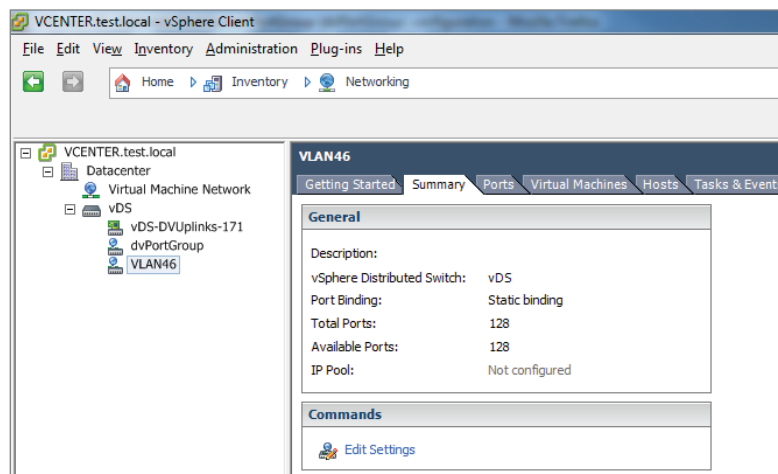 VCENTER.test.local - vSphere Client
File Edit View Inventory Administration Plug-ins Help
Home Inventory Networking
VCENTER.test.local
Datacenter
Virtual Machine Network
vDS
vDS-DVUplinks-171
dvPortGroup
VLAN46
VLAN46
Getting Started Summary Ports Virtual Machines Hosts Tasks & Event
General
Description:
vSphere Distributed Switch: vDS
Port Binding: Static binding
Total Ports: 128
Available Ports: 128
IP Pool: Not configured
Commands
Edit Settings